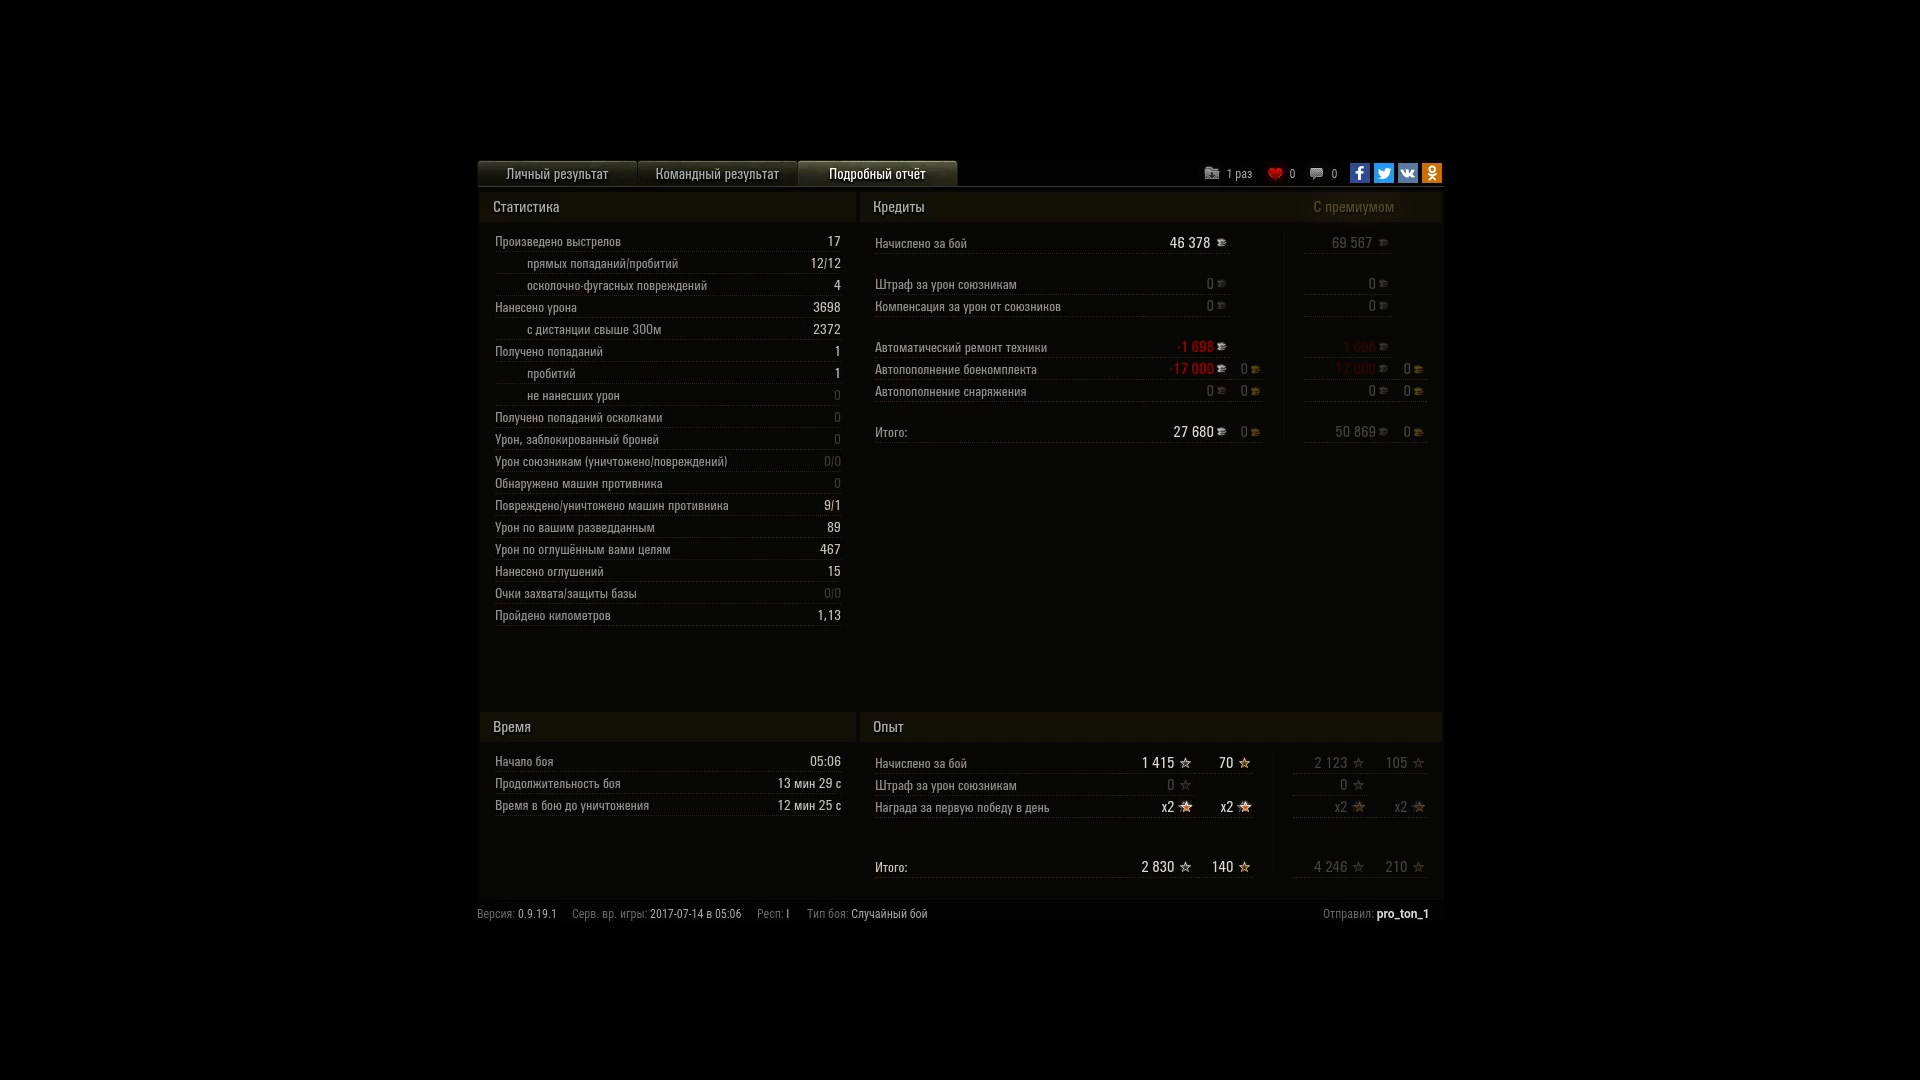 Личный результат Командный результат Подробный отчёт 1 раз 0 0
Статистика
Произведено выстрелов 17
прямых попаданий/пробитий 12/12
осколочно-фугасных повреждений 4
Нанесено урона 3698
с дистанции свыше 300м 2372
Получено попаданий 1
пробитий 1
не нанесших урон 0
Получено попаданий осколками 0
Урон, заблокированный броней 0
Урон союзникам (уничтожено/повреждений) 0/0
Обнаружено машин противника 0
Повреждено/уничтожено машин противника 9/1
Урон по вашим разведданным 89
Урон по оглушённым вами целям 467
Нанесено оглушений 15
Очки захвата/защиты базы 0/0
Пройдено километров 1,13
Кредиты С премиумом
Начислено за бой 46 378 69 567
Штраф за урон союзникам 0 0
Компенсация за урон от союзников 0 0
Автоматический ремонт техники -1 698 -1 698
Автопополнение боекомплекта -17 000 0 -17 000 0
Автопополнение снаряжения 0 0 0 0
Итого: 27 680 0 50 869 0
Время
Начало боя 05:06
Продолжительность боя 13 мин 29 с
Время в бою до уничтожения 12 мин 25 с
Опыт
Начислено за бой 1 415 70 2 123 105
Штраф за урон союзникам 0 0
Награда за первую победу в день x2 x2 x2 x2
Итого: 2 830 140 4 246 210
Версия: 0.9.19.1 Серв. вр. игры: 2017-07-14 в 05:06 Респ: I Тип боя: Случайный бой Отправил: pro_ton_1